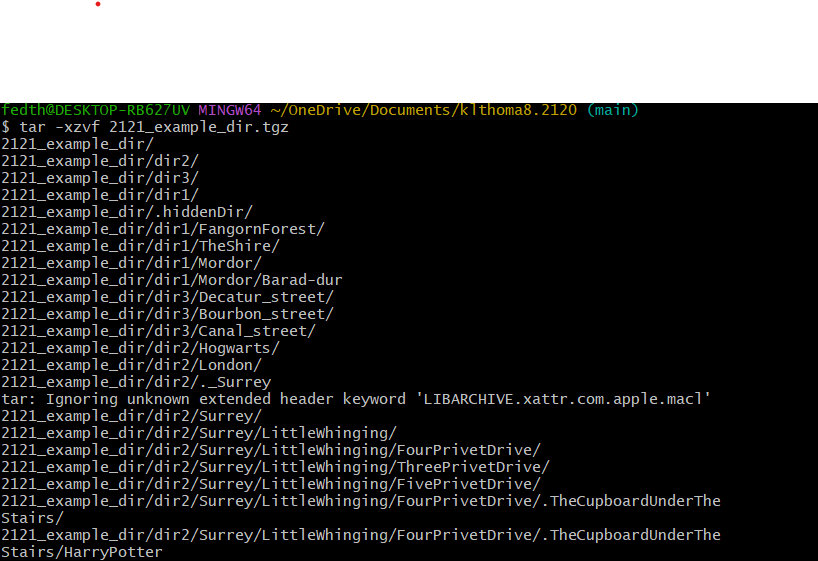 fedth@DESKTOP-RB627UV MINGW64 ~/OneDrive/Documents/klthoma8.2120 (main)
$ tar -xzvf 2121_example_dir.tgz
2121_example_dir/
2121_example_dir/dir2/
2121_example_dir/dir3/
2121_example_dir/dir1/
2121_example_dir/.hiddenDir/
2121_example_dir/dir1/FangornForest/
2121_example_dir/dir1/TheShire/
2121_example_dir/dir1/Mordor/
2121_example_dir/dir1/Mordor/Barad-dur
2121_example_dir/dir3/Decatur_street/
2121_example_dir/dir3/Bourbon_street/
2121_example_dir/dir3/Canal_street/
2121_example_dir/dir2/Hogwarts/
2121_example_dir/dir2/London/
2121_example_dir/dir2/._Surrey
tar: Ignoring unknown extended header keyword 'LIBARCHIVE.xattr.com.apple.macl'
2121_example_dir/dir2/Surrey/
2121_example_dir/dir2/Surrey/LittleWhinging/
2121_example_dir/dir2/Surrey/LittleWhinging/FourPrivetDrive/
2121_example_dir/dir2/Surrey/LittleWhinging/ThreePrivetDrive/
2121_example_dir/dir2/Surrey/LittleWhinging/FivePrivetDrive/
2121_example_dir/dir2/Surrey/LittleWhinging/FourPrivetDrive/.TheCupboardUnderThe
Stairs/
2121_example_dir/dir2/Surrey/LittleWhinging/FourPrivetDrive/.TheCupboardUnderThe
Stairs/HarryPotter